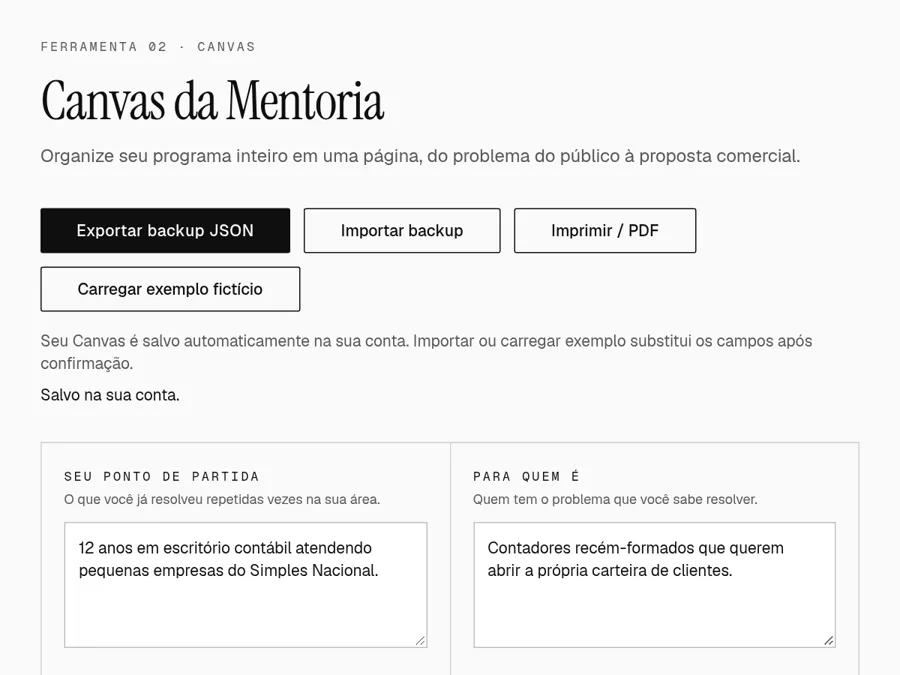 FERRAMENTA 02 · CANVAS
Canvas da Mentoria
Organize seu programa inteiro em uma página, do problema do público à proposta comercial.
Exportar backup JSON
Importar backup
Imprimir / PDF
Carregar exemplo fictício
Seu Canvas é salvo automaticamente na sua conta. Importar ou carregar exemplo substitui os campos após
confirmação.
Salvo na sua conta.
SEU PONTO DE PARTIDA
O que você já resolveu repetidas vezes na sua área.
12 anos em escritório contábil atendendo
pequenas empresas do Simples Nacional.
PARA QUEM É
Quem tem o problema que você sabe resolver.
Contadores recém-formados que querem
abrir a própria carteira de clientes.